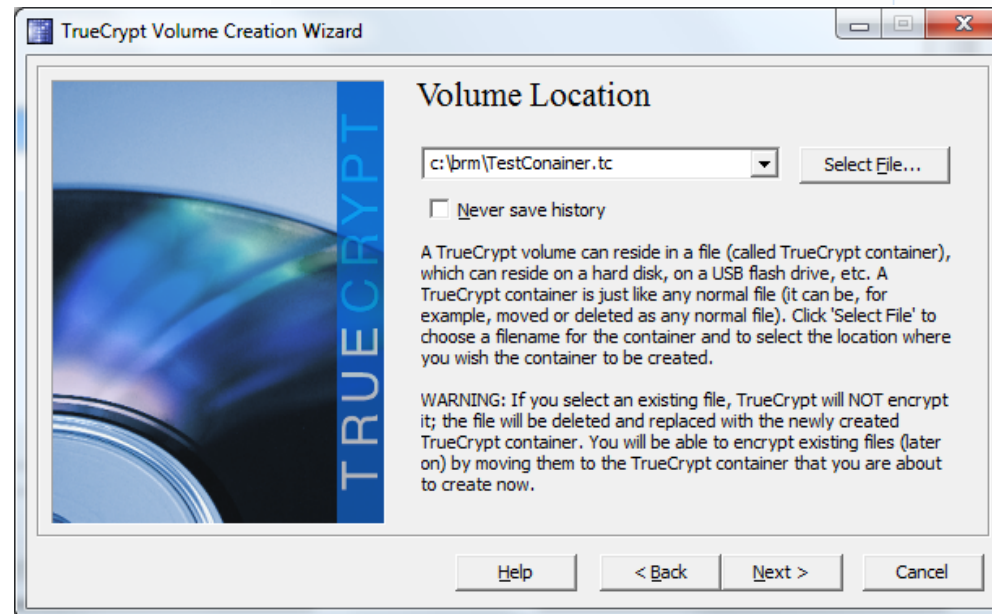 TrueCrypt Volume Creation Wizard
TRUECRYPT
Volume Location
c:\brm\TestConainer.tc
Select File...
Never save history
A TrueCrypt volume can reside in a file (called TrueCrypt container),
which can reside on a hard disk, on a USB flash drive, etc. A
TrueCrypt container is just like any normal file (it can be, for
example, moved or deleted as any normal file). Click 'Select File' to
choose a filename for the container and to select the location where
you wish the container to be created.
WARNING: If you select an existing file, TrueCrypt will NOT encrypt
it; the file will be deleted and replaced with the newly created
TrueCrypt container. You will be able to encrypt existing files (later
on) by moving them to the TrueCrypt container that you are about
to create now.
Help
< Back
Next >
Cancel